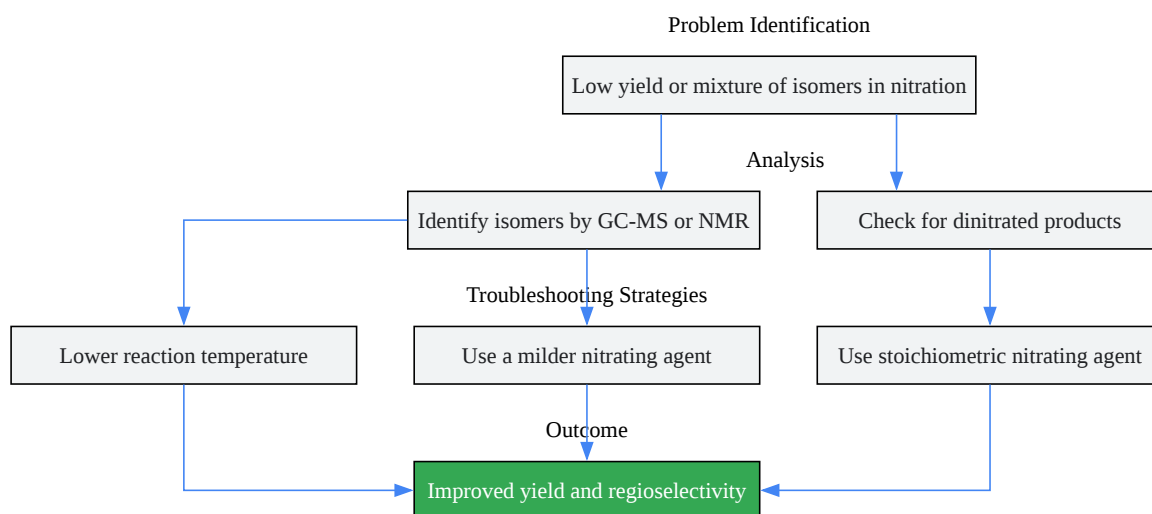 Problem Identification
Low yield or mixture of isomers in nitration
Analysis
Identify isomers by GC-MS or NMR
Check for dinitrated products
Troubleshooting Strategies
Lower reaction temperature
Use a milder nitrating agent
Use stoichiometric nitrating agent
Outcome
Improved yield and regioselectivity